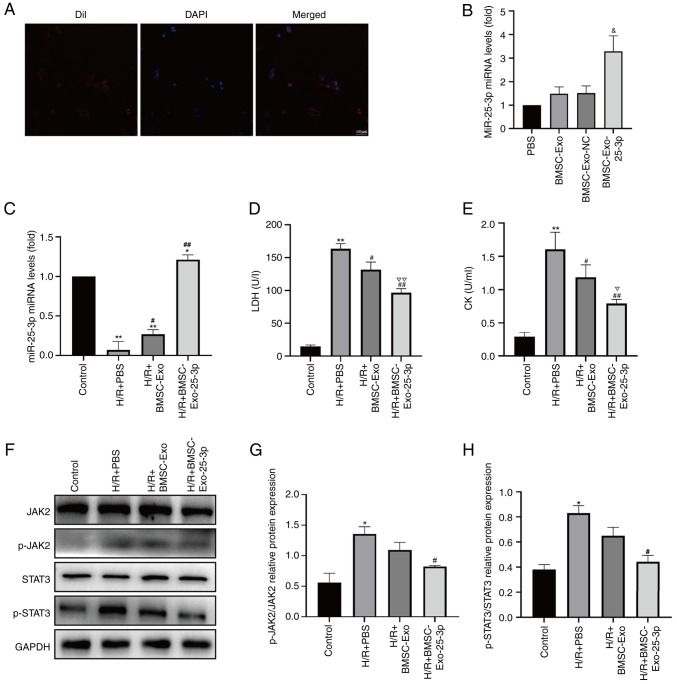 A
DiI DAPI Merged
B
MiR-25-3p miRNA levels (fold)
5
4
3
2
1
0
&
PBS
BMSC-Exo
BMSC-Exo-NC
BMSC-Exo-
25-3p
C
miR-25-3p miRNA levels (fold)
1.5
1.0
0.5
0.0
**
#
**
##
*
Control
H/R+PBS
H/R+
BMSC-Exo
H/R+BMSC-
Exo-25-3p
D
LDH
(U/l)
200
150
100
50
0
**
#
▽▽
##
Control
H/R+PBS
H/R+
BMSC-Exo
H/R+BMSC-
Exo-25-3p
E
CK (U/ml)
2.0
1.5
1.0
0.5
0.0
**
#
▽
##
Control
H/R+PBS
H/R+
BMSC-Exo
H/R+BMSC-
Exo-25-3p
F
Control
H/R+PBS
H/R+
BMSC-Exo
H/R+BMSC-
Exo-25-3p
JAK2
p-JAK2
STAT3
p-STAT3
GAPDH
G
p-JAK2/JAK2 relative protein expression
2.0
1.5
1.0
0.5
0.0
*
#
Control
H/R+PBS
H/R+
BMSC-Exo
H/R+BMSC-
Exo-25-3p
H
p-STAT3/STAT3 relative protein expression
1.0
0.8
0.6
0.4
0.2
0.0
*
#
Control
H/R+PBS
H/R+
BMSC-Exo
H/R+BMSC-
Exo-25-3p